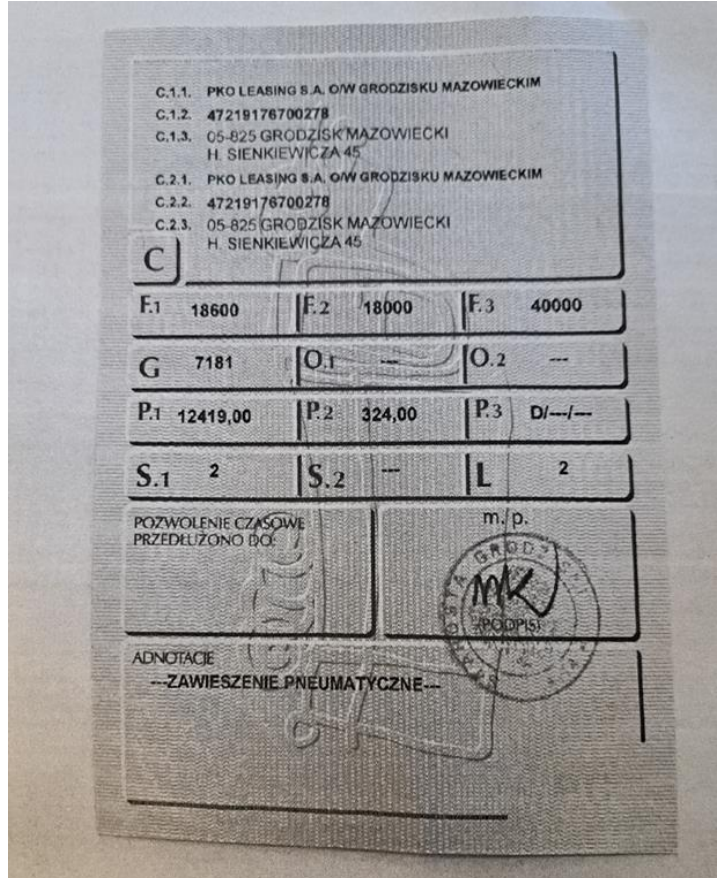 C.1.1. PKO LEASING S.A. O/W GRODZISKU MAZOWIECKIM
C.1.2. 47219176700278
C.1.3. 05-825 GRODZISK MAZOWIECKI
H. SIENKIEWICZA 45
C.2.1. PKO LEASING S.A. O/W GRODZISKU MAZOWIECKIM
C.2.2. 47219176700278
C.2.3. 05-825 GRODZISK MAZOWIECKI
H. SIENKIEWICZA 45
C
F.1 18600 F.2 18000 F.3 40000
G 7181 O.1 --- O.2 ---
P.1 12419,00 P.2 324,00 P.3 D/---/---
S.1 2 S.2 --- L 2
POZWOLENIE CZASOWE
PRZEDŁUŻONO DO:
m. p.
STAROSTA GRODZISKI
(PODPIS)
ADNOTACJE
---ZAWIESZENIE PNEUMATYCZNE---